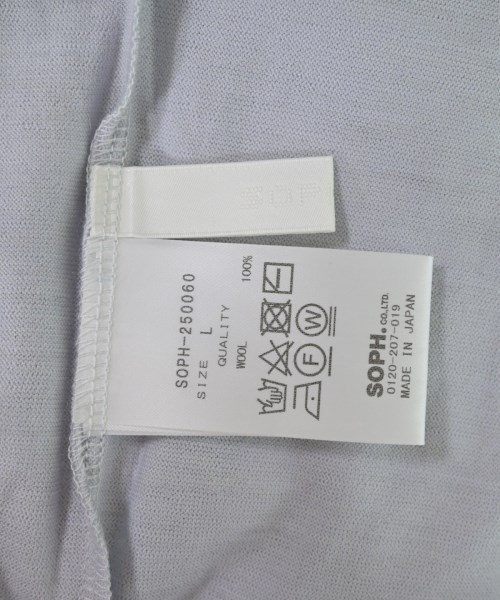 SOPH-250060
SIZE L
QUALITY
WOOL 100%
F W
SOPH. CO.,LTD.
0120-207-019
MADE IN JAPAN